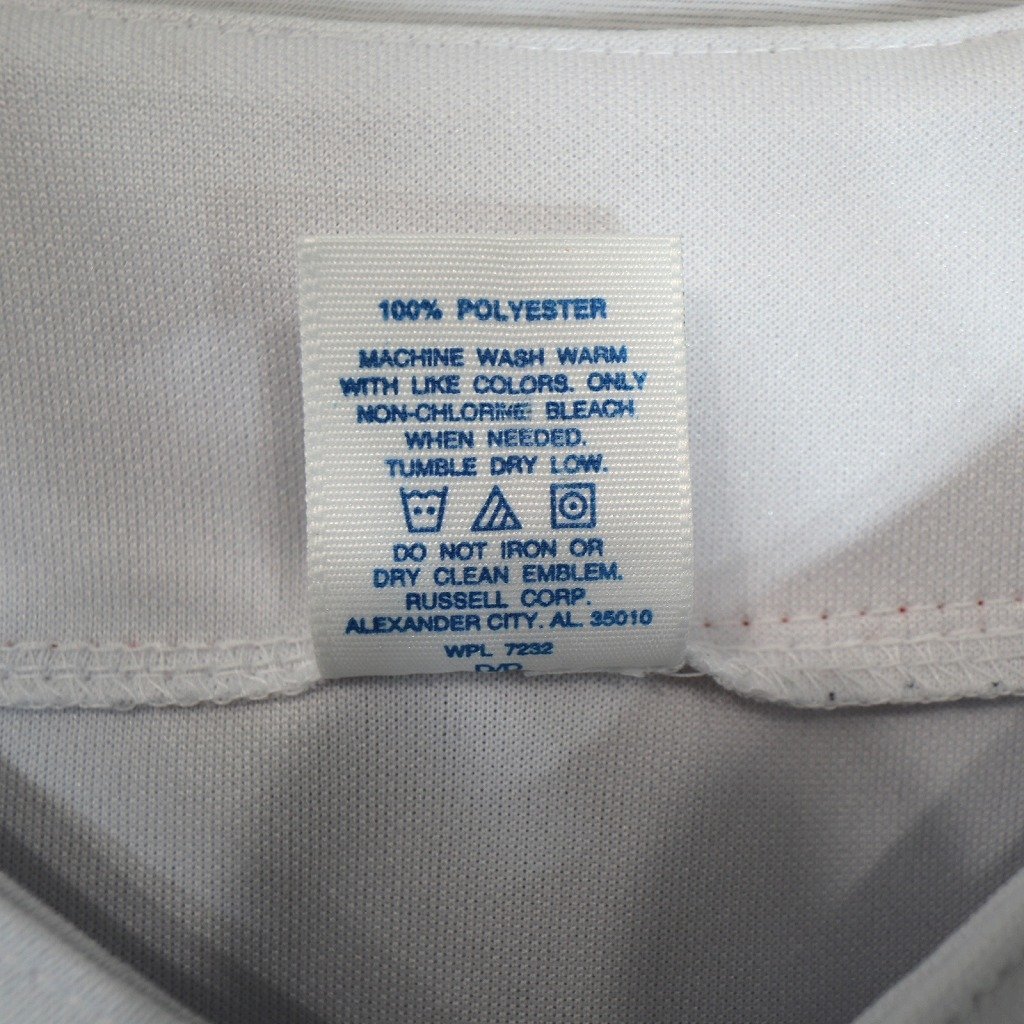 100% POLYESTER
MACHINE WASH WARM
WITH LIKE COLORS. ONLY
NON-CHLORINE BLEACH
WHEN NEEDED.
TUMBLE DRY LOW.
DO NOT IRON OR
DRY CLEAN EMBLEM.
RUSSELL CORP.
ALEXANDER CITY, AL 35010
WPL 7232